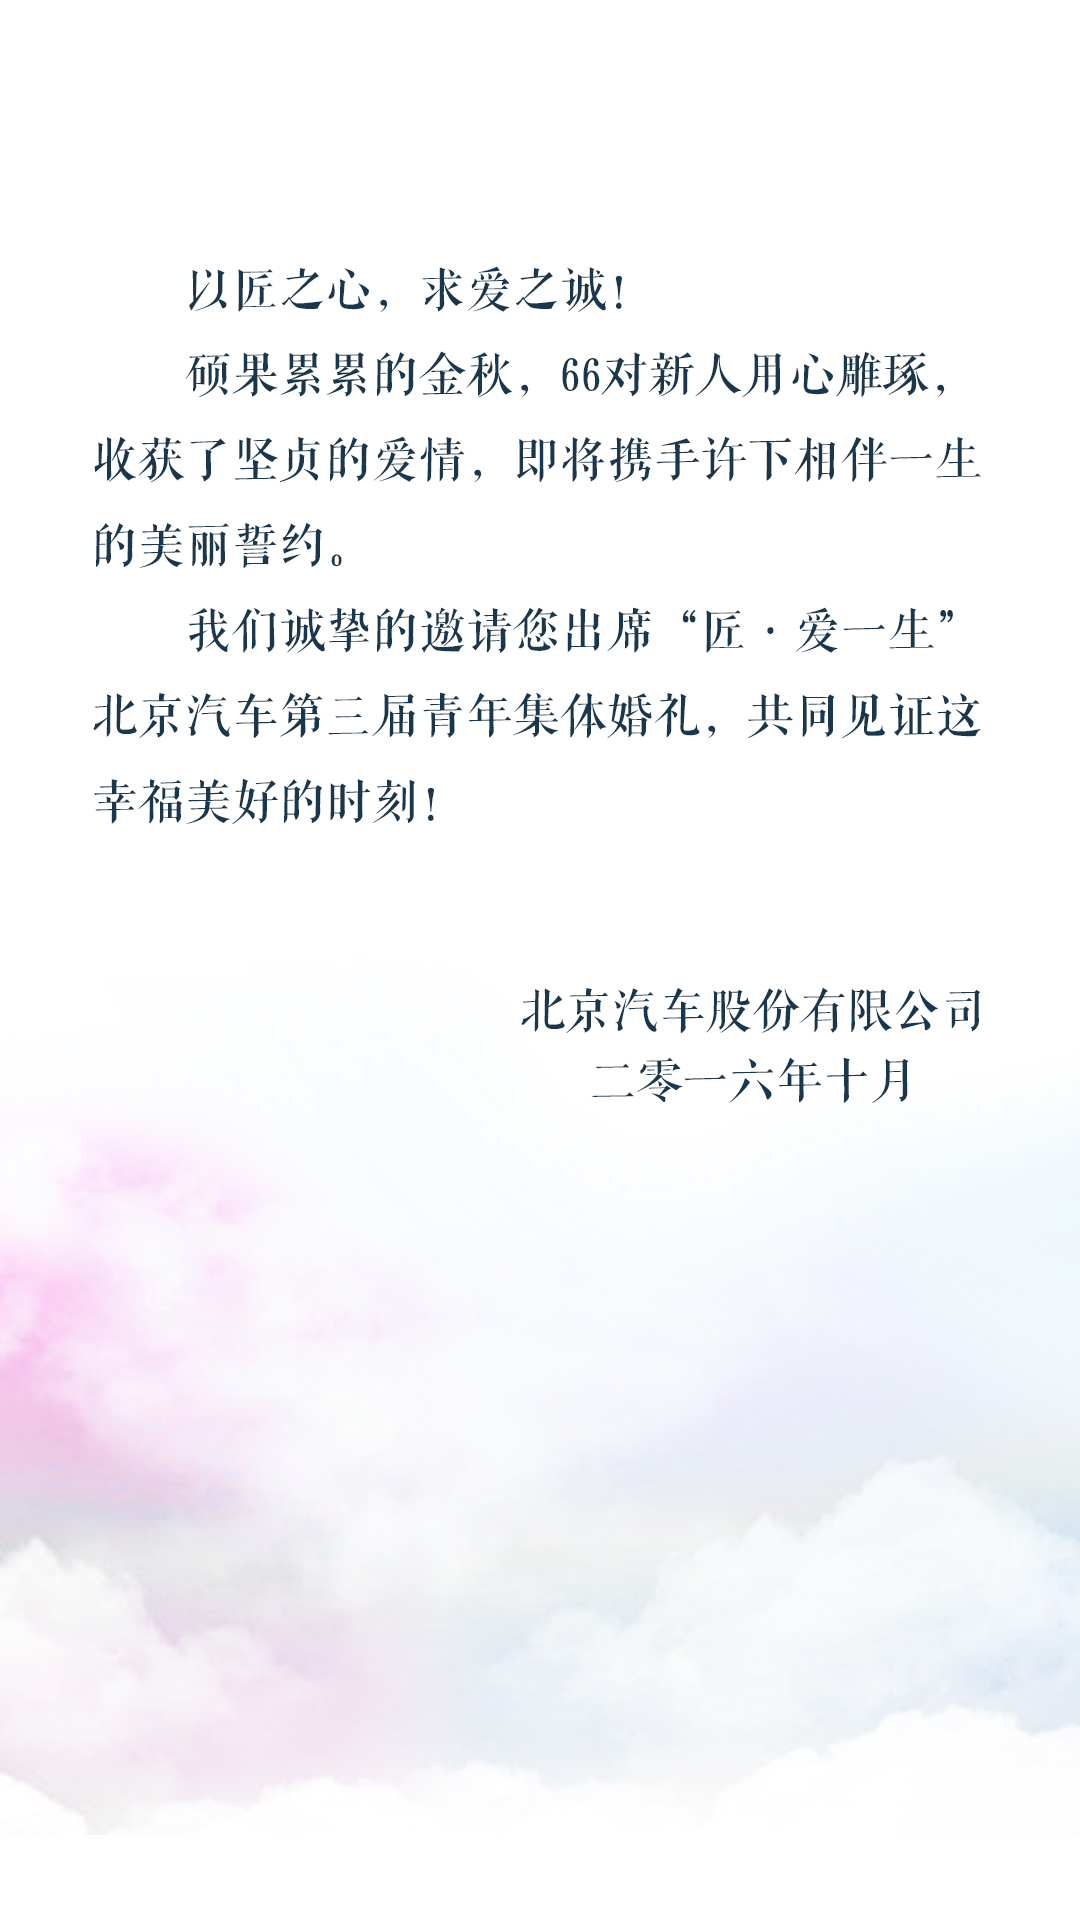 以匠之心，求爱之诚！
硕果累累的金秋，66对新人用心雕琢，
收获了坚贞的爱情，即将携手许下相伴一生
的美丽誓约。
我们诚挚的邀请您出席“匠·爱一生”
北京汽车第三届青年集体婚礼，共同见证这
幸福美好的时刻！
北京汽车股份有限公司
二零一六年十月